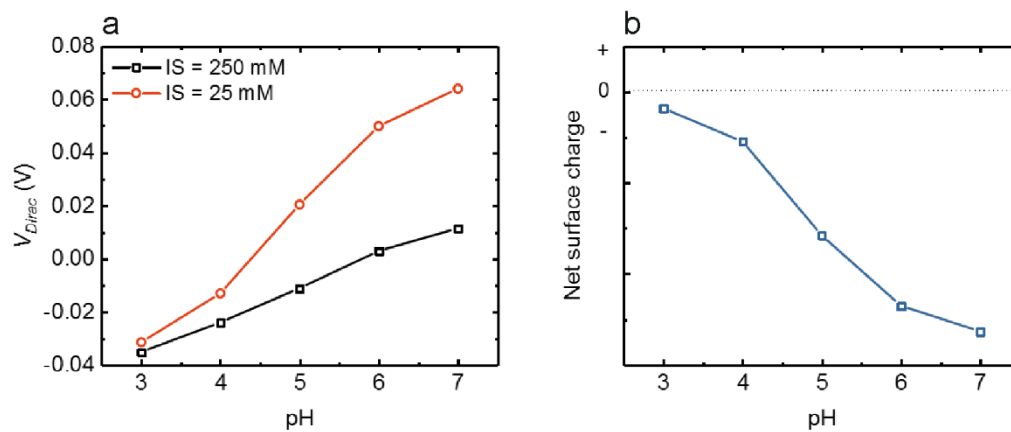 a
0.08
0.06
0.04
0.02
0.00
-0.02
-0.04
V_Dirac (V)
IS = 250 mM
IS = 25 mM
3 4 5 6 7
pH
b
+
0
-
Net surface charge
3 4 5 6 7
pH